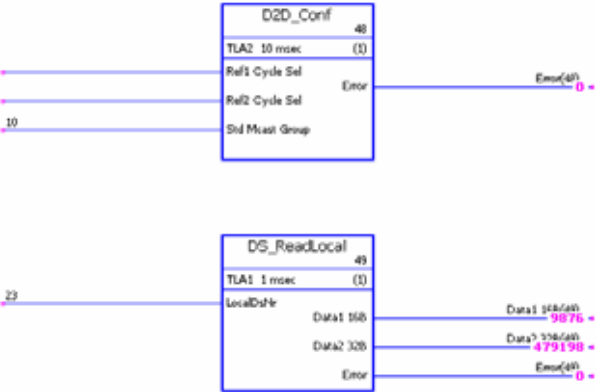 D2D_Conf
48
TLA2 10 msec (1)
Ref1 Cycle Sel
Error
Error(48)
0
Ref2 Cycle Sel
10
Std Mcast Group
DS_ReadLocal
49
TLA1 1 msec (1)
23
LocalDsNr
Data1 16B
Data1 16B(49)
9876
Data2 32B
Data2 32B(49)
479198
Error
Error(49)
0